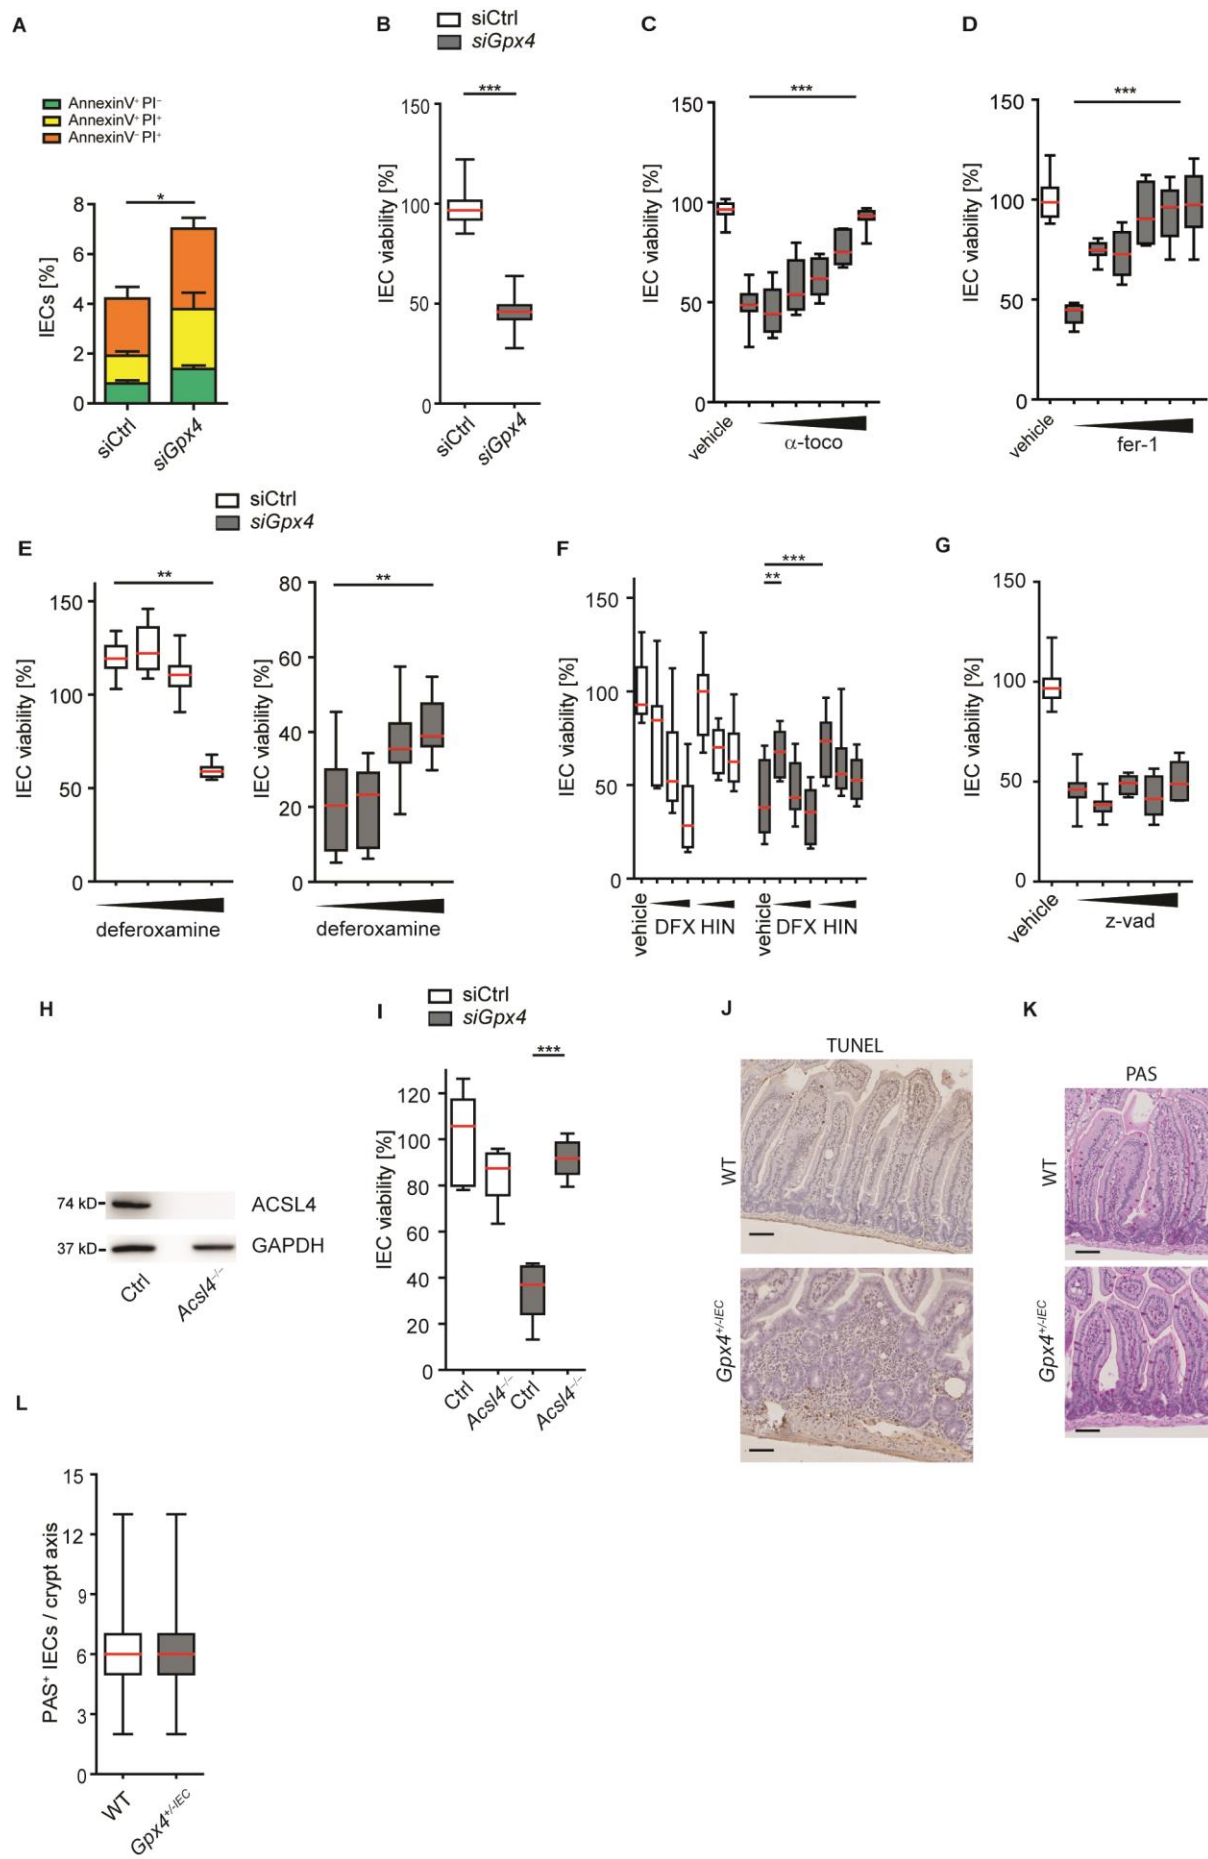 A
AnnexinV⁺ PI⁻
AnnexinV⁺ PI⁺
AnnexinV⁻ PI⁺
*
IECs [%]
8
6
4
2
0
siCtrl
siGpx4
B
siCtrl
siGpx4
***
IEC viability [%]
150
100
50
0
siCtrl
siGpx4
C
***
IEC viability [%]
150
100
50
0
vehicle
α-toco
D
***
IEC viability [%]
150
100
50
0
vehicle
fer-1
siCtrl
siGpx4
E
**
IEC viability [%]
150
100
50
0
deferoxamine
**
IEC viability [%]
80
60
40
20
0
deferoxamine
F
***
**
IEC viability [%]
150
100
50
0
vehicle
DFX HIN
vehicle
DFX HIN
G
IEC viability [%]
150
100
50
0
vehicle
z-vad
H
74 kD
ACSL4
37 kD
GAPDH
Ctrl
Acsl4⁻/⁻
I
siCtrl
siGpx4
***
IEC viability [%]
120
100
80
60
40
20
0
Ctrl
Acsl4⁻/⁻
Ctrl
Acsl4⁻/⁻
J
TUNEL
WT
Gpx4⁺/⁻IEC
K
PAS
WT
Gpx4⁺/⁻IEC
L
PAS⁺ IECs / crypt axis
15
12
9
6
3
0
WT
Gpx4⁺/⁻IEC